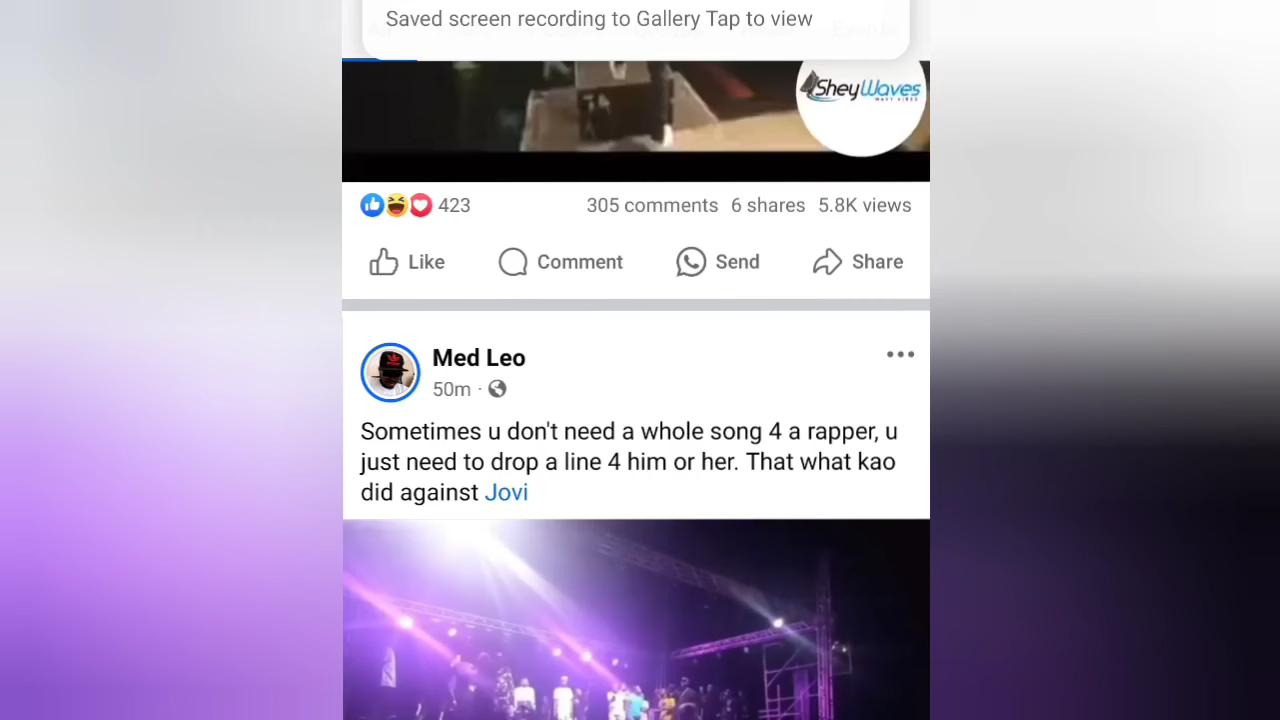 Saved screen recording to Gallery Tap to view
SheyWaves
WAVY VIBES
423 305 comments 6 shares 5.8K views
Like Comment Send Share
Med Leo
50m ·
Sometimes u don't need a whole song 4 a rapper, u
just need to drop a line 4 him or her. That what kao
did against Jovi